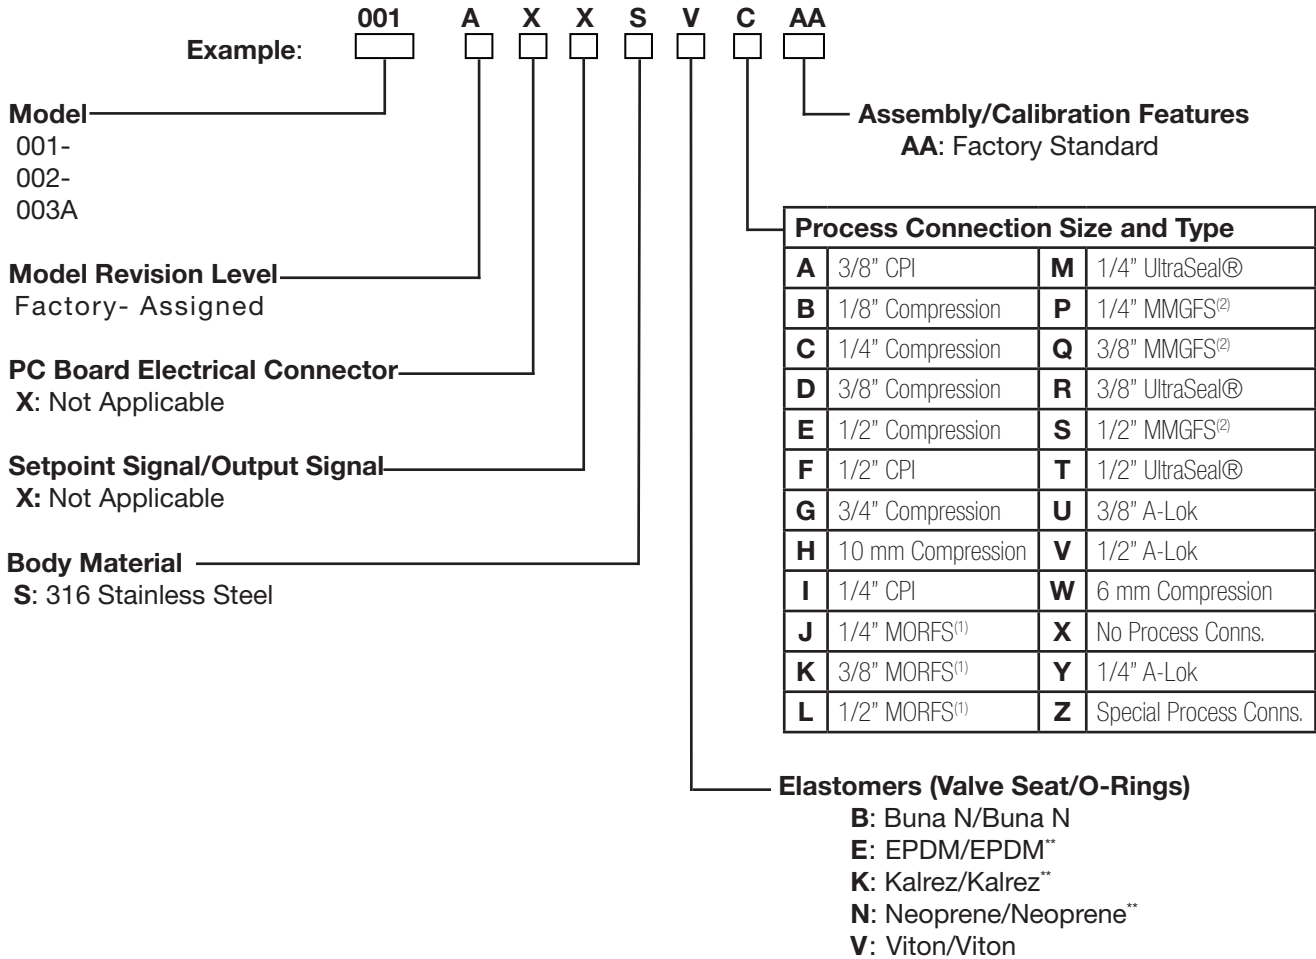 001 A X X S V C AA
Example:
Model
001-
002-
003A
Model Revision Level
Factory- Assigned
PC Board Electrical Connector
X: Not Applicable
Setpoint Signal/Output Signal
X: Not Applicable
Body Material
S: 316 Stainless Steel
Assembly/Calibration Features
AA: Factory Standard
Process Connection Size and Type
A 3/8” CPI M 1/4” UltraSeal®
B 1/8” Compression P 1/4” MMGFS(2)
C 1/4” Compression Q 3/8” MMGFS(2)
D 3/8” Compression R 3/8” UltraSeal®
E 1/2” Compression S 1/2” MMGFS(2)
F 1/2” CPI T 1/2” UltraSeal®
G 3/4” Compression U 3/8” A-Lok
H 10 mm Compression V 1/2” A-Lok
I 1/4” CPI W 6 mm Compression
J 1/4” MORFS(1) X No Process Conns.
K 3/8” MORFS(1) Y 1/4” A-Lok
L 1/2” MORFS(1) Z Special Process Conns.
Elastomers (Valve Seat/O-Rings)
B: Buna N/Buna N
E: EPDM/EPDM**
K: Kalrez/Kalrez**
N: Neoprene/Neoprene**
V: Viton/Viton